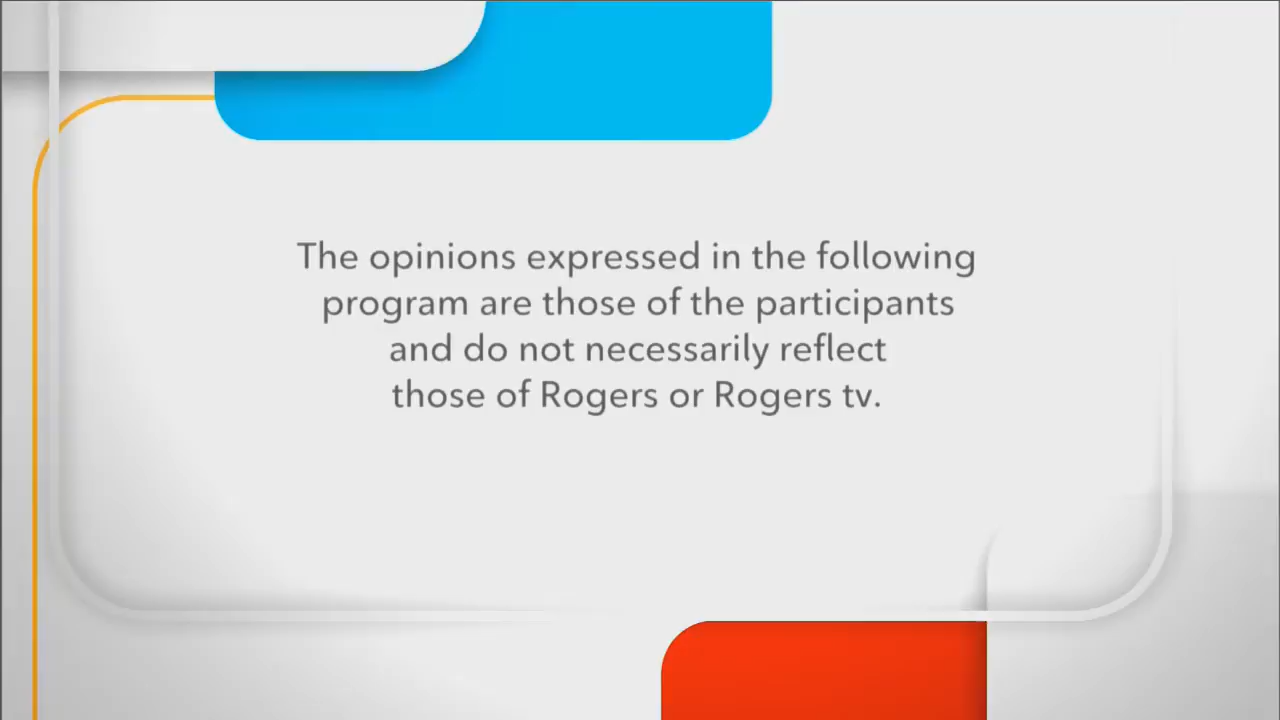 The opinions expressed in the following
program are those of the participants
and do not necessarily reflect
those of Rogers or Rogers tv.